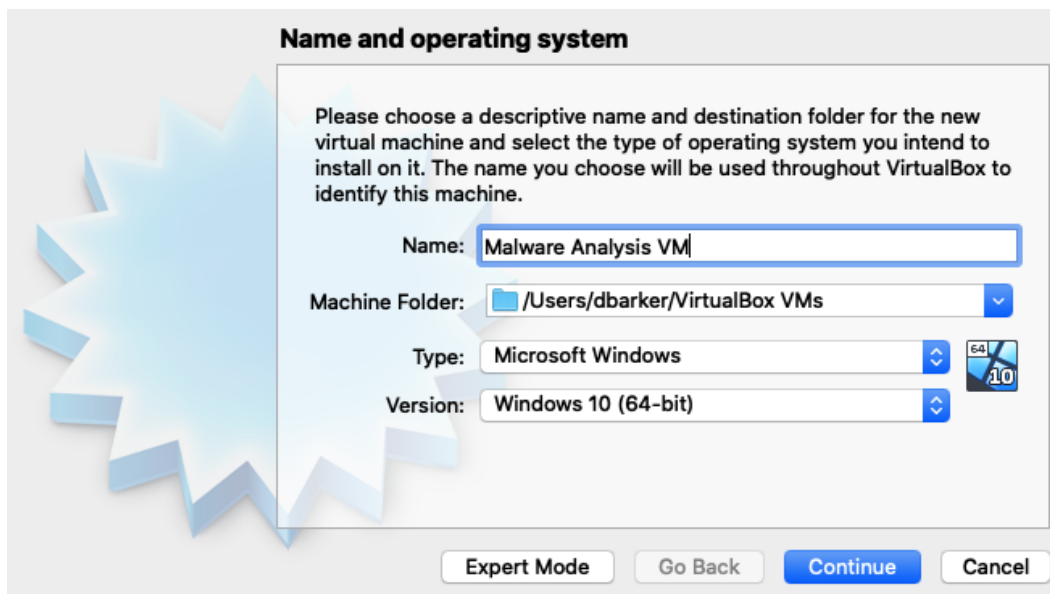 Name and operating system
Please choose a descriptive name and destination folder for the new
virtual machine and select the type of operating system you intend to
install on it. The name you choose will be used throughout VirtualBox to
identify this machine.
Name: Malware Analysis VM
Machine Folder: /Users/dbarker/VirtualBox VMs
Type: Microsoft Windows
64
10
Version: Windows 10 (64-bit)
Expert Mode Go Back Continue Cancel